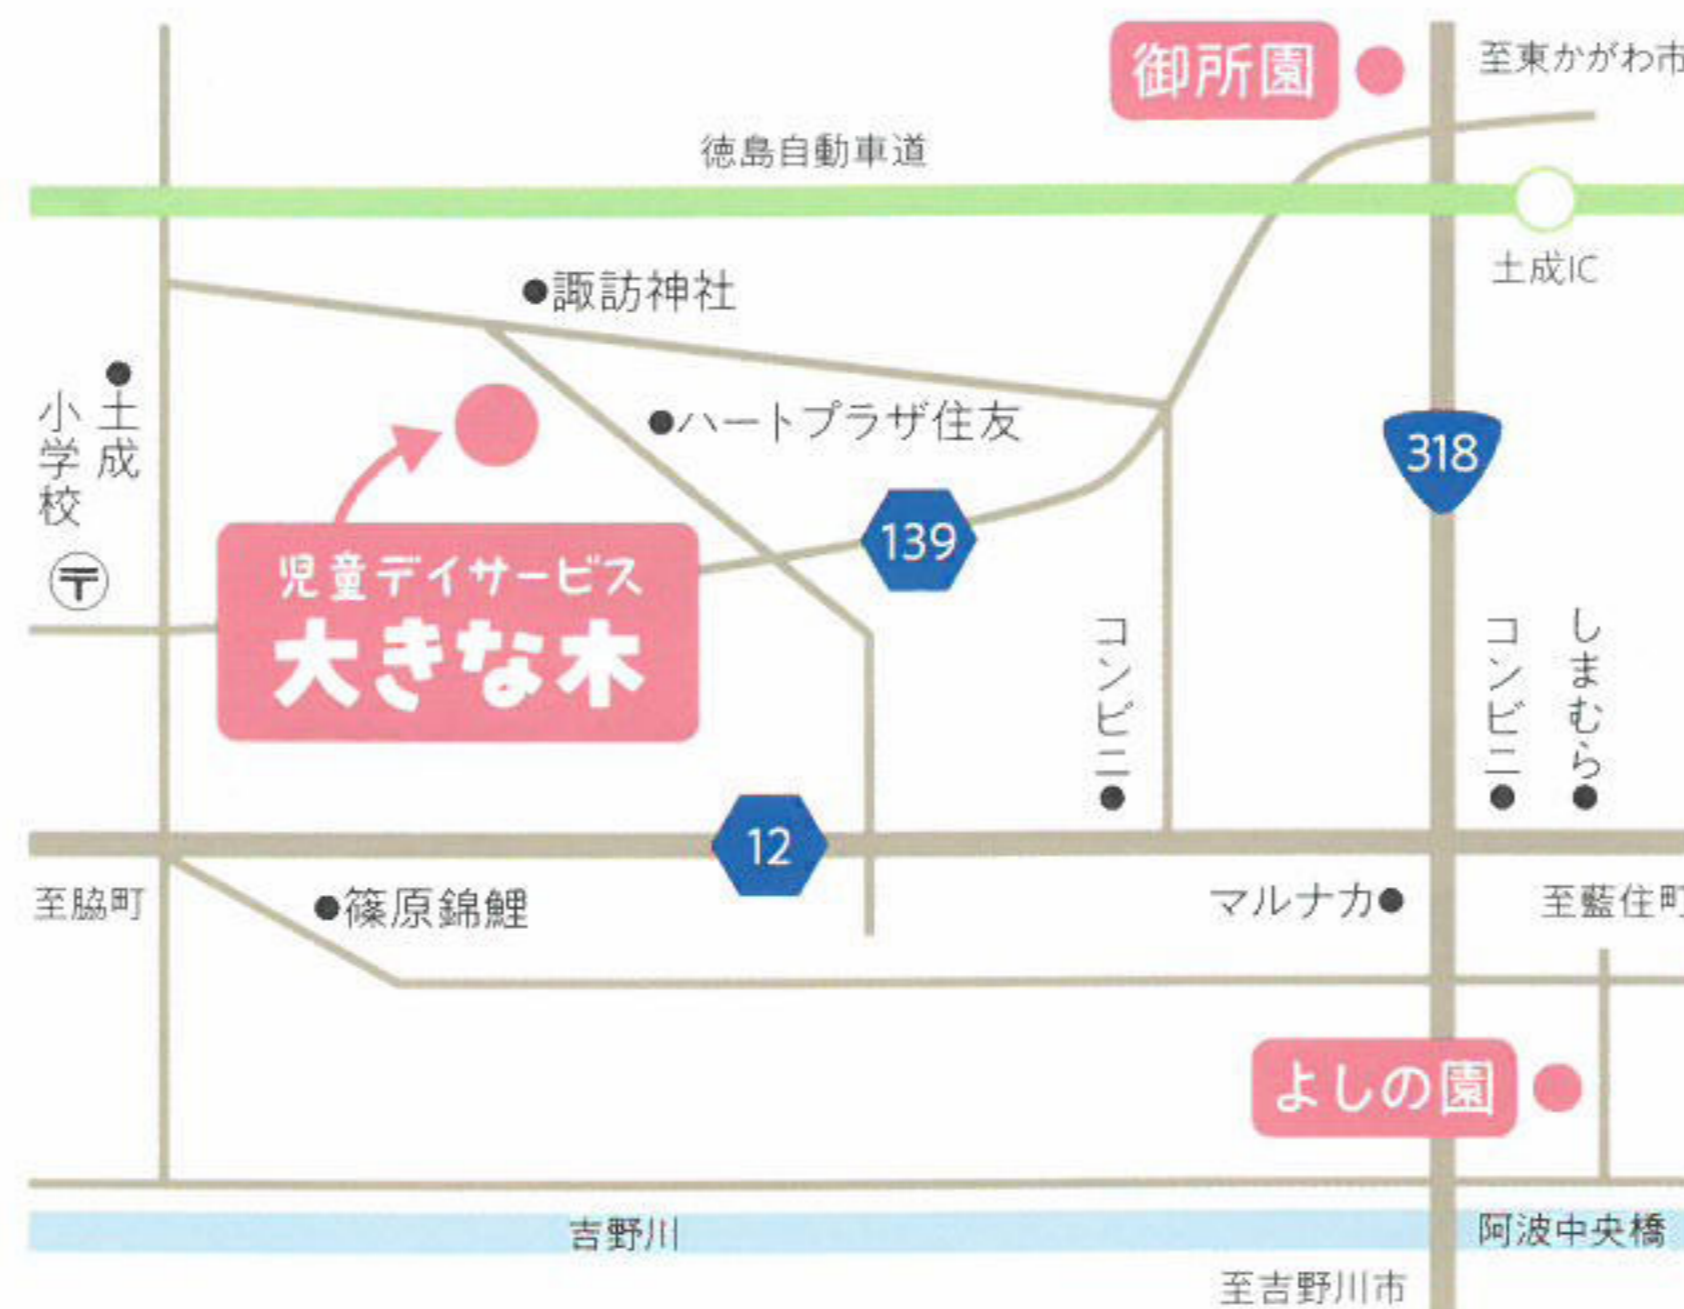 御所園
至東かがわ市
徳島自動車道
土成IC
諏訪神社
土成
小学校
ハートプラザ住友
318
139
〒
児童デイサービス
大きな木
コンビニ
コンビニ
しまむら
12
至脇町
篠原錦鯉
マルナカ
至藍住町
よしの園
吉野川
阿波中央橋
至吉野川市